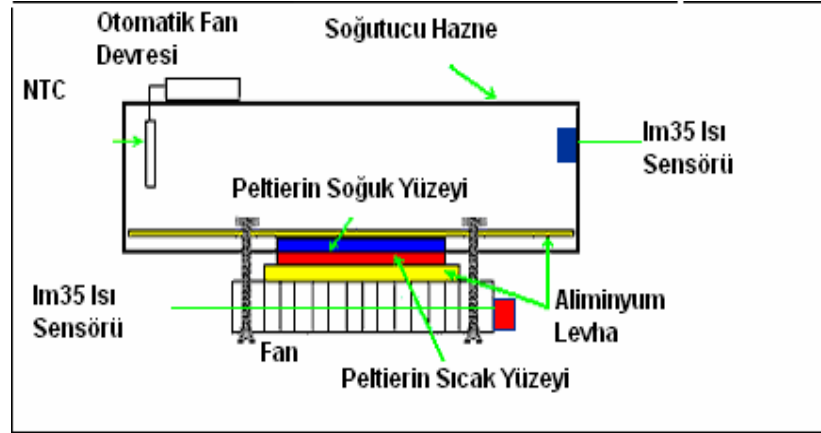 Otomatik Fan
Devresi
Soğutucu Hazne
NTC
lm35 Isı
Sensörü
Peltierin Soğuk Yüzeyi
lm35 Isı
Sensörü
Aliminyum
Levha
Fan
Peltierin Sıcak Yüzeyi